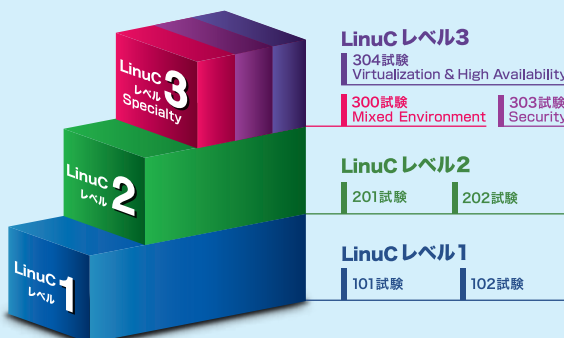 LinuC レベル3
304試験
Virtualization & High Availability
300試験
Mixed Environment
303試験
Security
LinuC レベル2
201試験
202試験
LinuC レベル1
101試験
102試験
LinuC
レベル 3
Specialty
LinuC
レベル 2
LinuC
レベル 1